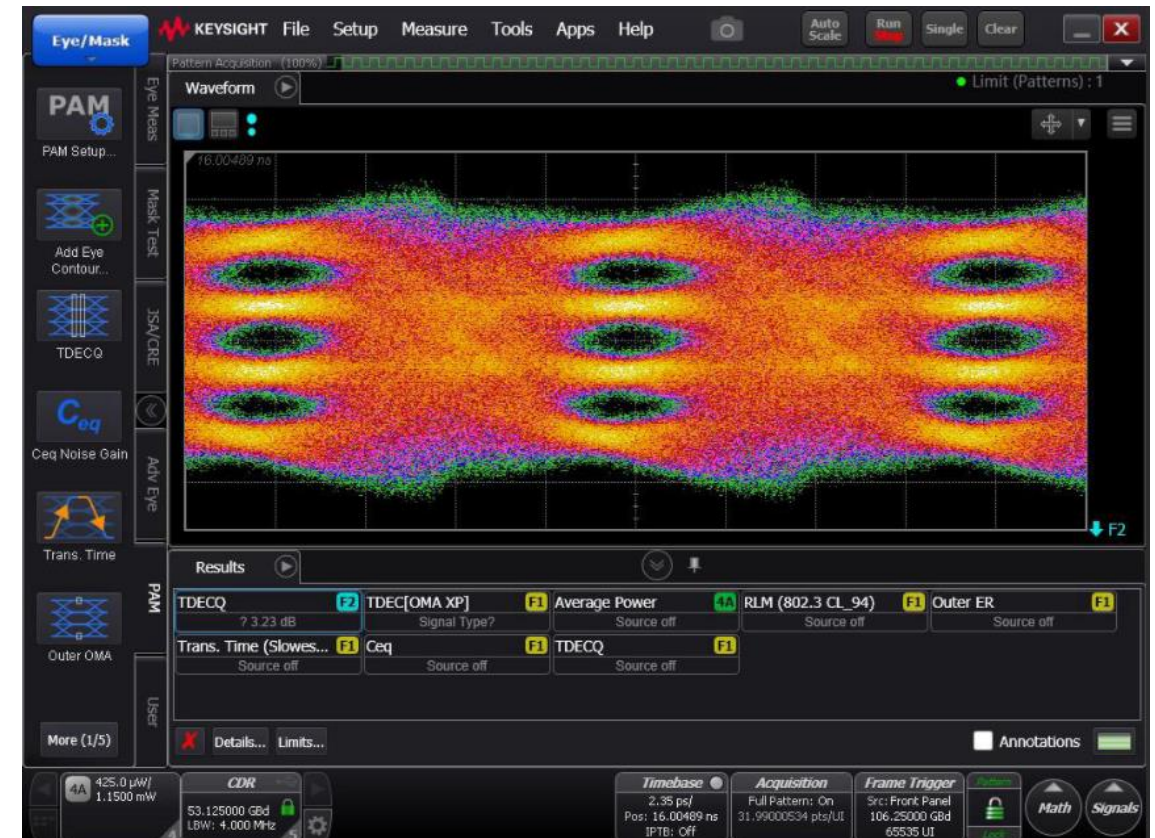 Eye/Mask
KEYSIGHT File Setup Measure Tools Apps Help
Auto Scale
Run Stop
Single
Clear
Pattern Acquisition (100%)
Waveform
Limit (Patterns) : 1
16.00489 ns
F2
PAM
PAM Setup...
Add Eye
Contour...
TDECQ
Ceq
Ceq Noise Gain
Trans. Time
Outer OMA
More (1/5)
Eye Meas
Mask Test
JSA/CRE
Adv Eye
PAM
User
Results
TDECQ F2 TDEC[OMA XP] F1 Average Power 4A RLM (802.3 CL_94) F1 Outer ER F1
? 3.23 dB Signal Type? Source off Source off Source off
Trans. Time (Slowes... F1 Ceq F1 TDECQ F1
Source off Source off Source off
Details... Limits...
Annotations
4A 425.0 µW/
1.1500 mW
CDR
53.125000 GBd
LBW: 4.000 MHz
Timebase
2.35 ps/
Pos: 16.00489 ns
IPTB: Off
Acquisition
Full Pattern: On
31.99000534 pts/UI
Frame Trigger
Src: Front Panel
106.25000 GBd
65535 UI
Pattern
Lock
Math
Signals